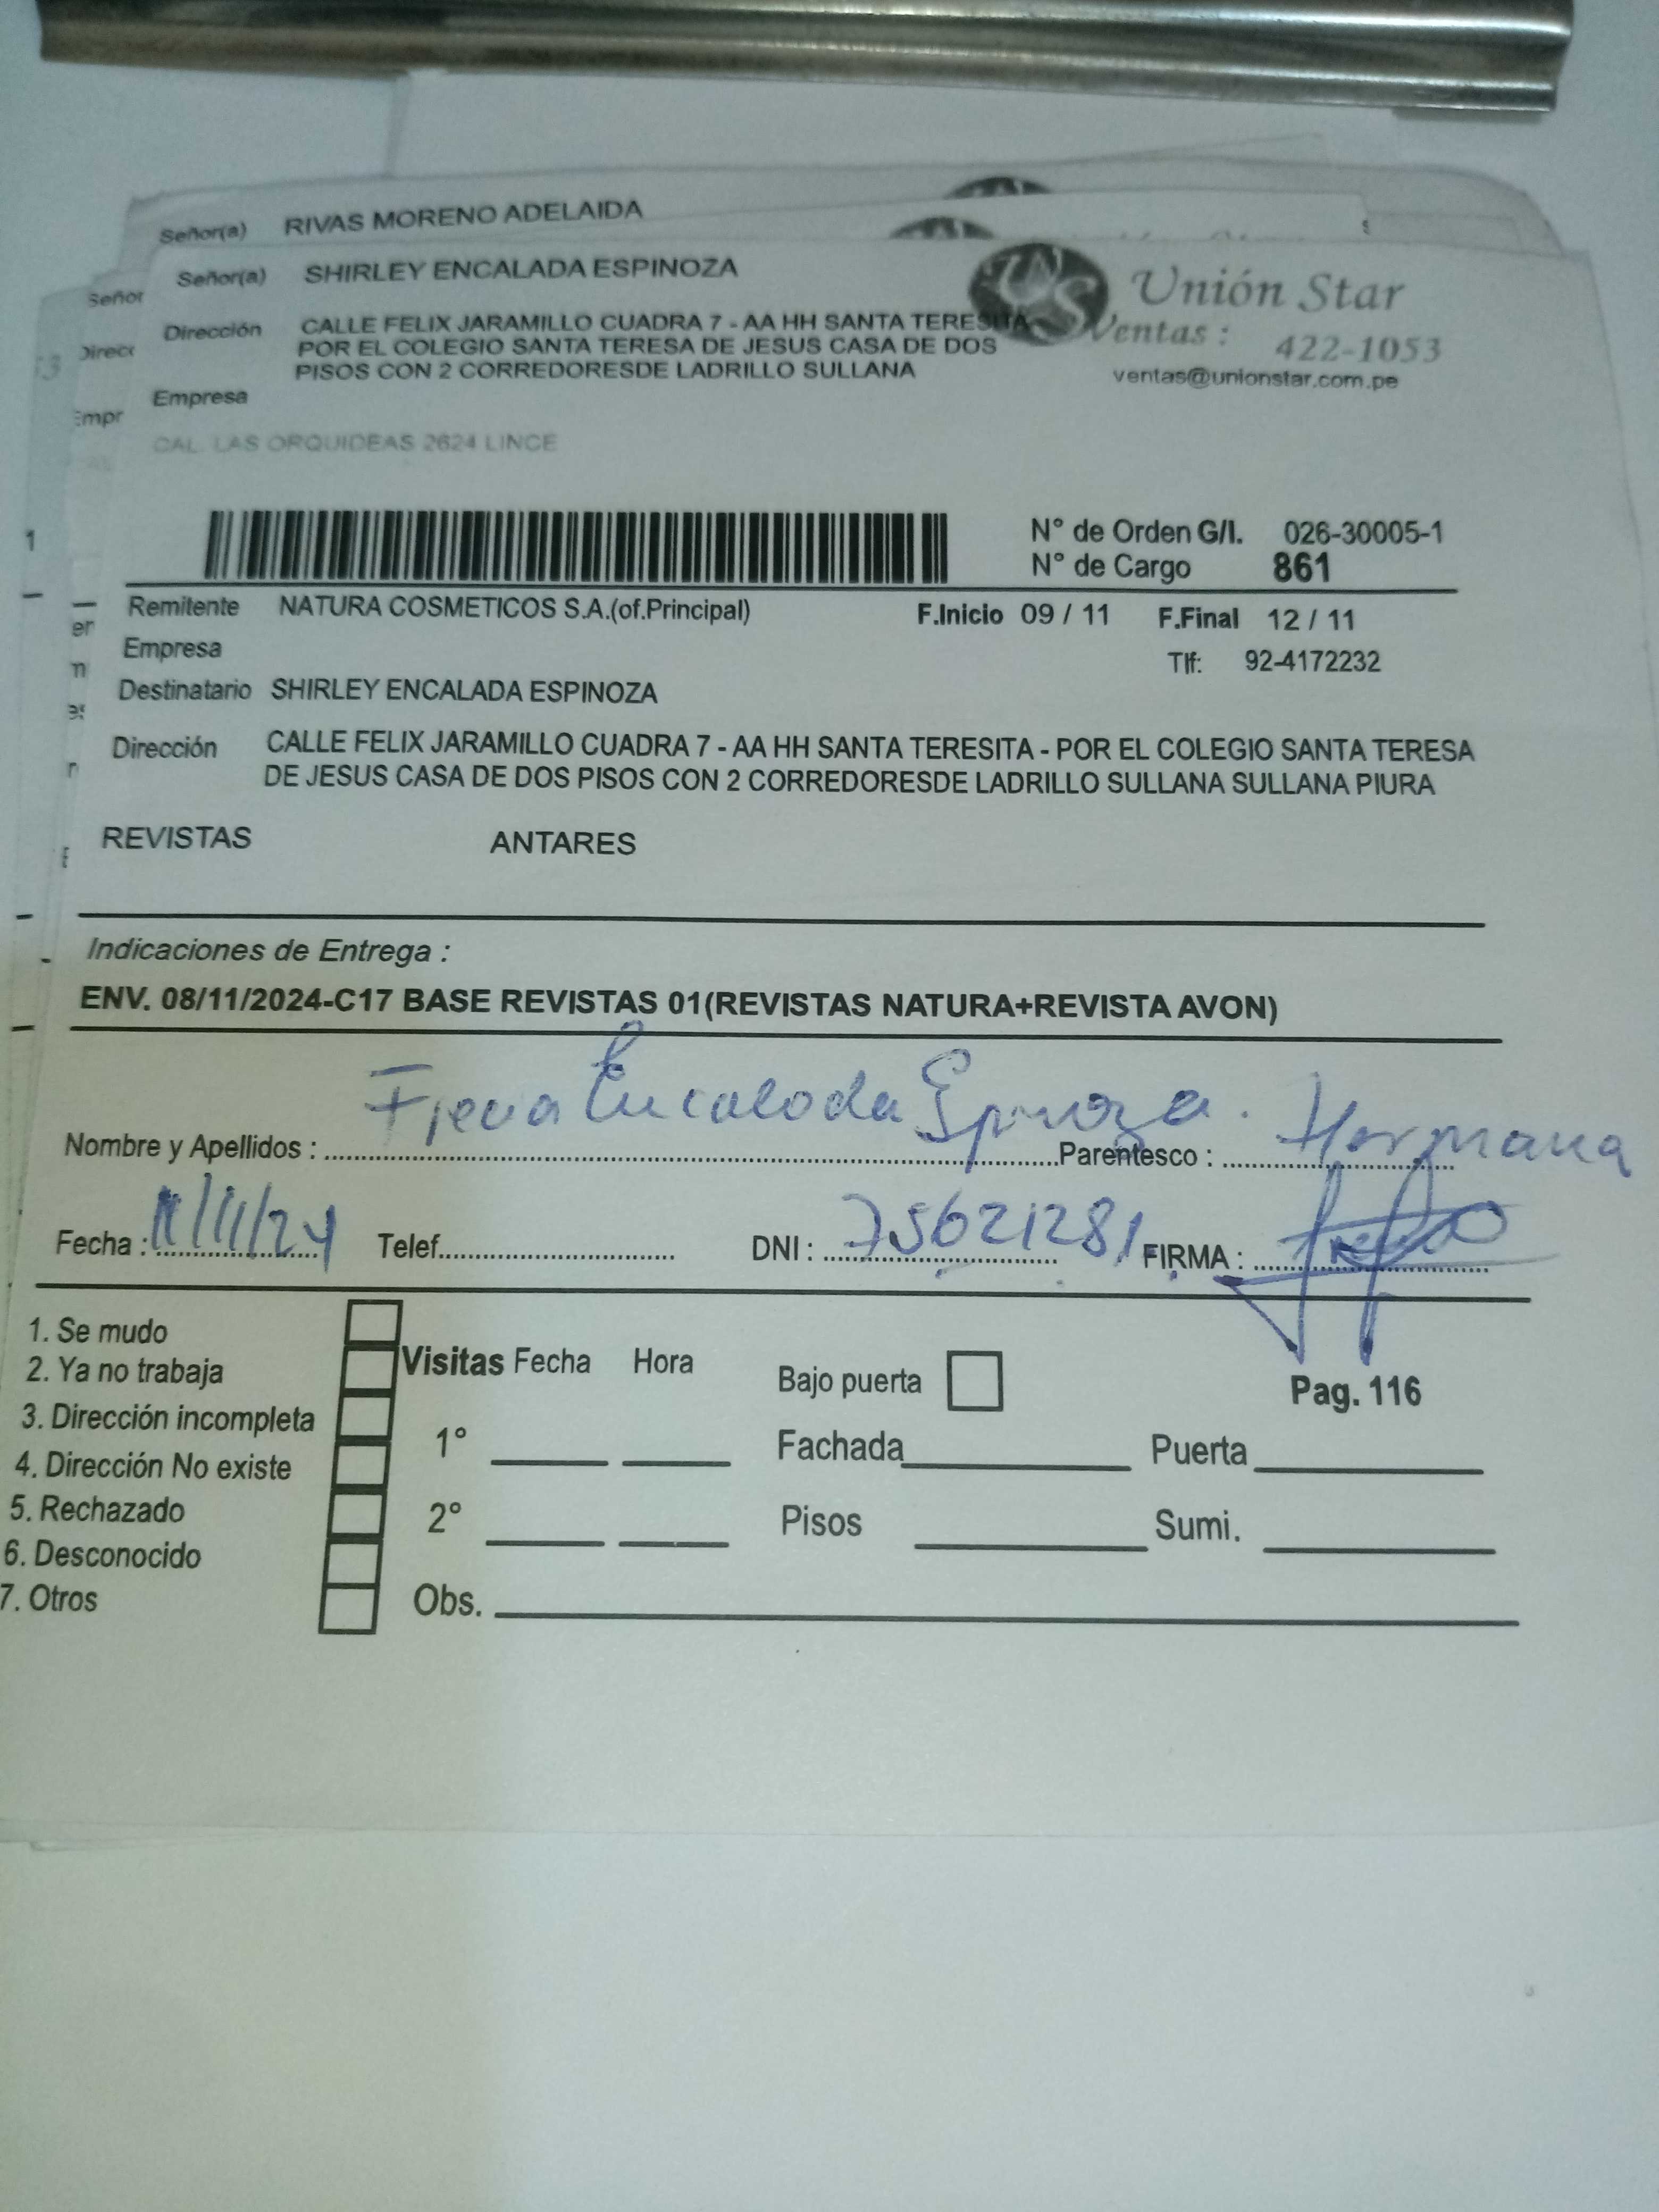 Señor(a) RIVAS MORENO ADELAIDA
Señor(a) SHIRLEY ENCALADA ESPINOZA
Señor
Unión Star
Ventas : 422-1053
ventas@unionstar.com.pe
Dirección CALLE FELIX JARAMILLO CUADRA 7 - AA HH SANTA TERESITA
POR EL COLEGIO SANTA TERESA DE JESUS CASA DE DOS
PISOS CON 2 CORREDORESDE LADRILLO SULLANA
Empresa
CAL. LAS ORQUIDEAS 2624 LINCE
N° de Orden G/I. 026-30005-1
N° de Cargo 861
Remitente NATURA COSMETICOS S.A.(of.Principal) F.Inicio 09 / 11 F.Final 12 / 11
Empresa Tlf: 92-4172232
Destinatario SHIRLEY ENCALADA ESPINOZA
Dirección CALLE FELIX JARAMILLO CUADRA 7 - AA HH SANTA TERESITA - POR EL COLEGIO SANTA TERESA
DE JESUS CASA DE DOS PISOS CON 2 CORREDORESDE LADRILLO SULLANA SULLANA PIURA
REVISTAS ANTARES
Indicaciones de Entrega :
ENV. 08/11/2024-C17 BASE REVISTAS 01(REVISTAS NATURA+REVISTA AVON)
Nombre y Apellidos : Encalada Espinoza. Parentesco : Hermana
Fecha : 11/11/24 Telef. DNI : 75621281 FIRMA :
1. Se mudo
2. Ya no trabaja
3. Dirección incompleta
4. Dirección No existe
5. Rechazado
6. Desconocido
7. Otros
Visitas Fecha Hora
1°
2°
Obs.
Bajo puerta
Pag. 116
Fachada Puerta
Pisos Sumi.